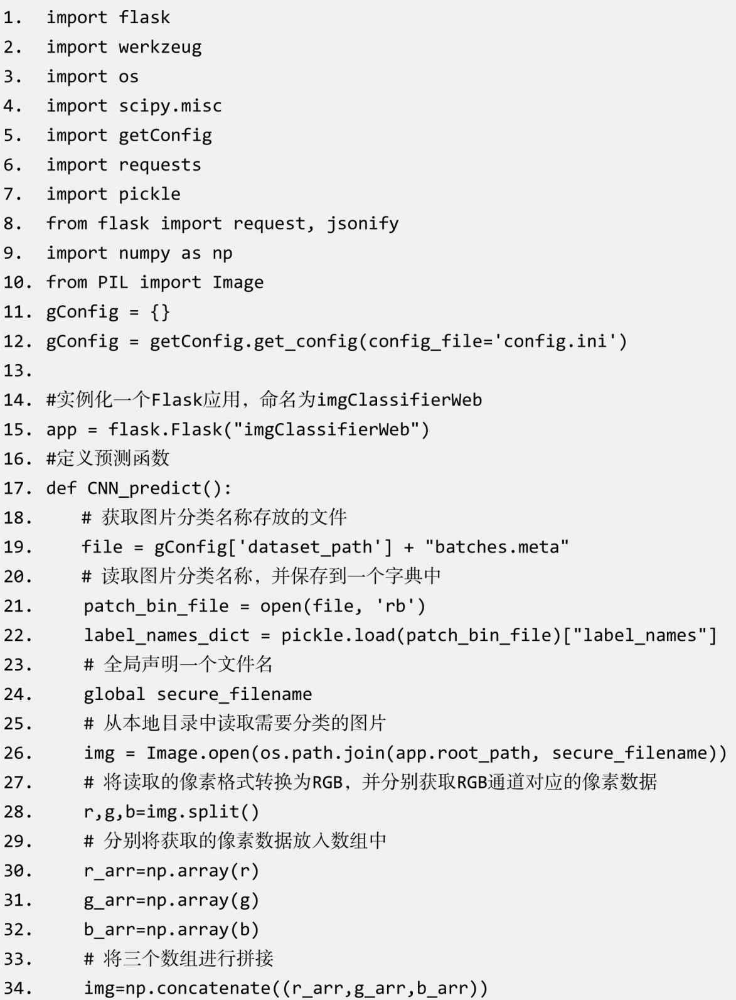 1. import flask
2. import werkzeug
3. import os
4. import scipy.misc
5. import getConfig
6. import requests
7. import pickle
8. from flask import request, jsonify
9. import numpy as np
10. from PIL import Image
11. gConfig = {}
12. gConfig = getConfig.get_config(config_file='config.ini')
13.
14. #实例化一个Flask应用，命名为imgClassifierWeb
15. app = flask.Flask("imgClassifierWeb")
16. #定义预测函数
17. def CNN_predict():
18. # 获取图片分类名称存放的文件
19. file = gConfig['dataset_path'] + "batches.meta"
20. # 读取图片分类名称，并保存到一个字典中
21. patch_bin_file = open(file, 'rb')
22. label_names_dict = pickle.load(patch_bin_file)["label_names"]
23. # 全局声明一个文件名
24. global secure_filename
25. # 从本地目录中读取需要分类的图片
26. img = Image.open(os.path.join(app.root_path, secure_filename))
27. # 将读取的像素格式转换为RGB，并分别获取RGB通道对应的像素数据
28. r,g,b=img.split()
29. # 分别将获取的像素数据放入数组中
30. r_arr=np.array(r)
31. g_arr=np.array(g)
32. b_arr=np.array(b)
33. # 将三个数组进行拼接
34. img=np.concatenate((r_arr,g_arr,b_arr))